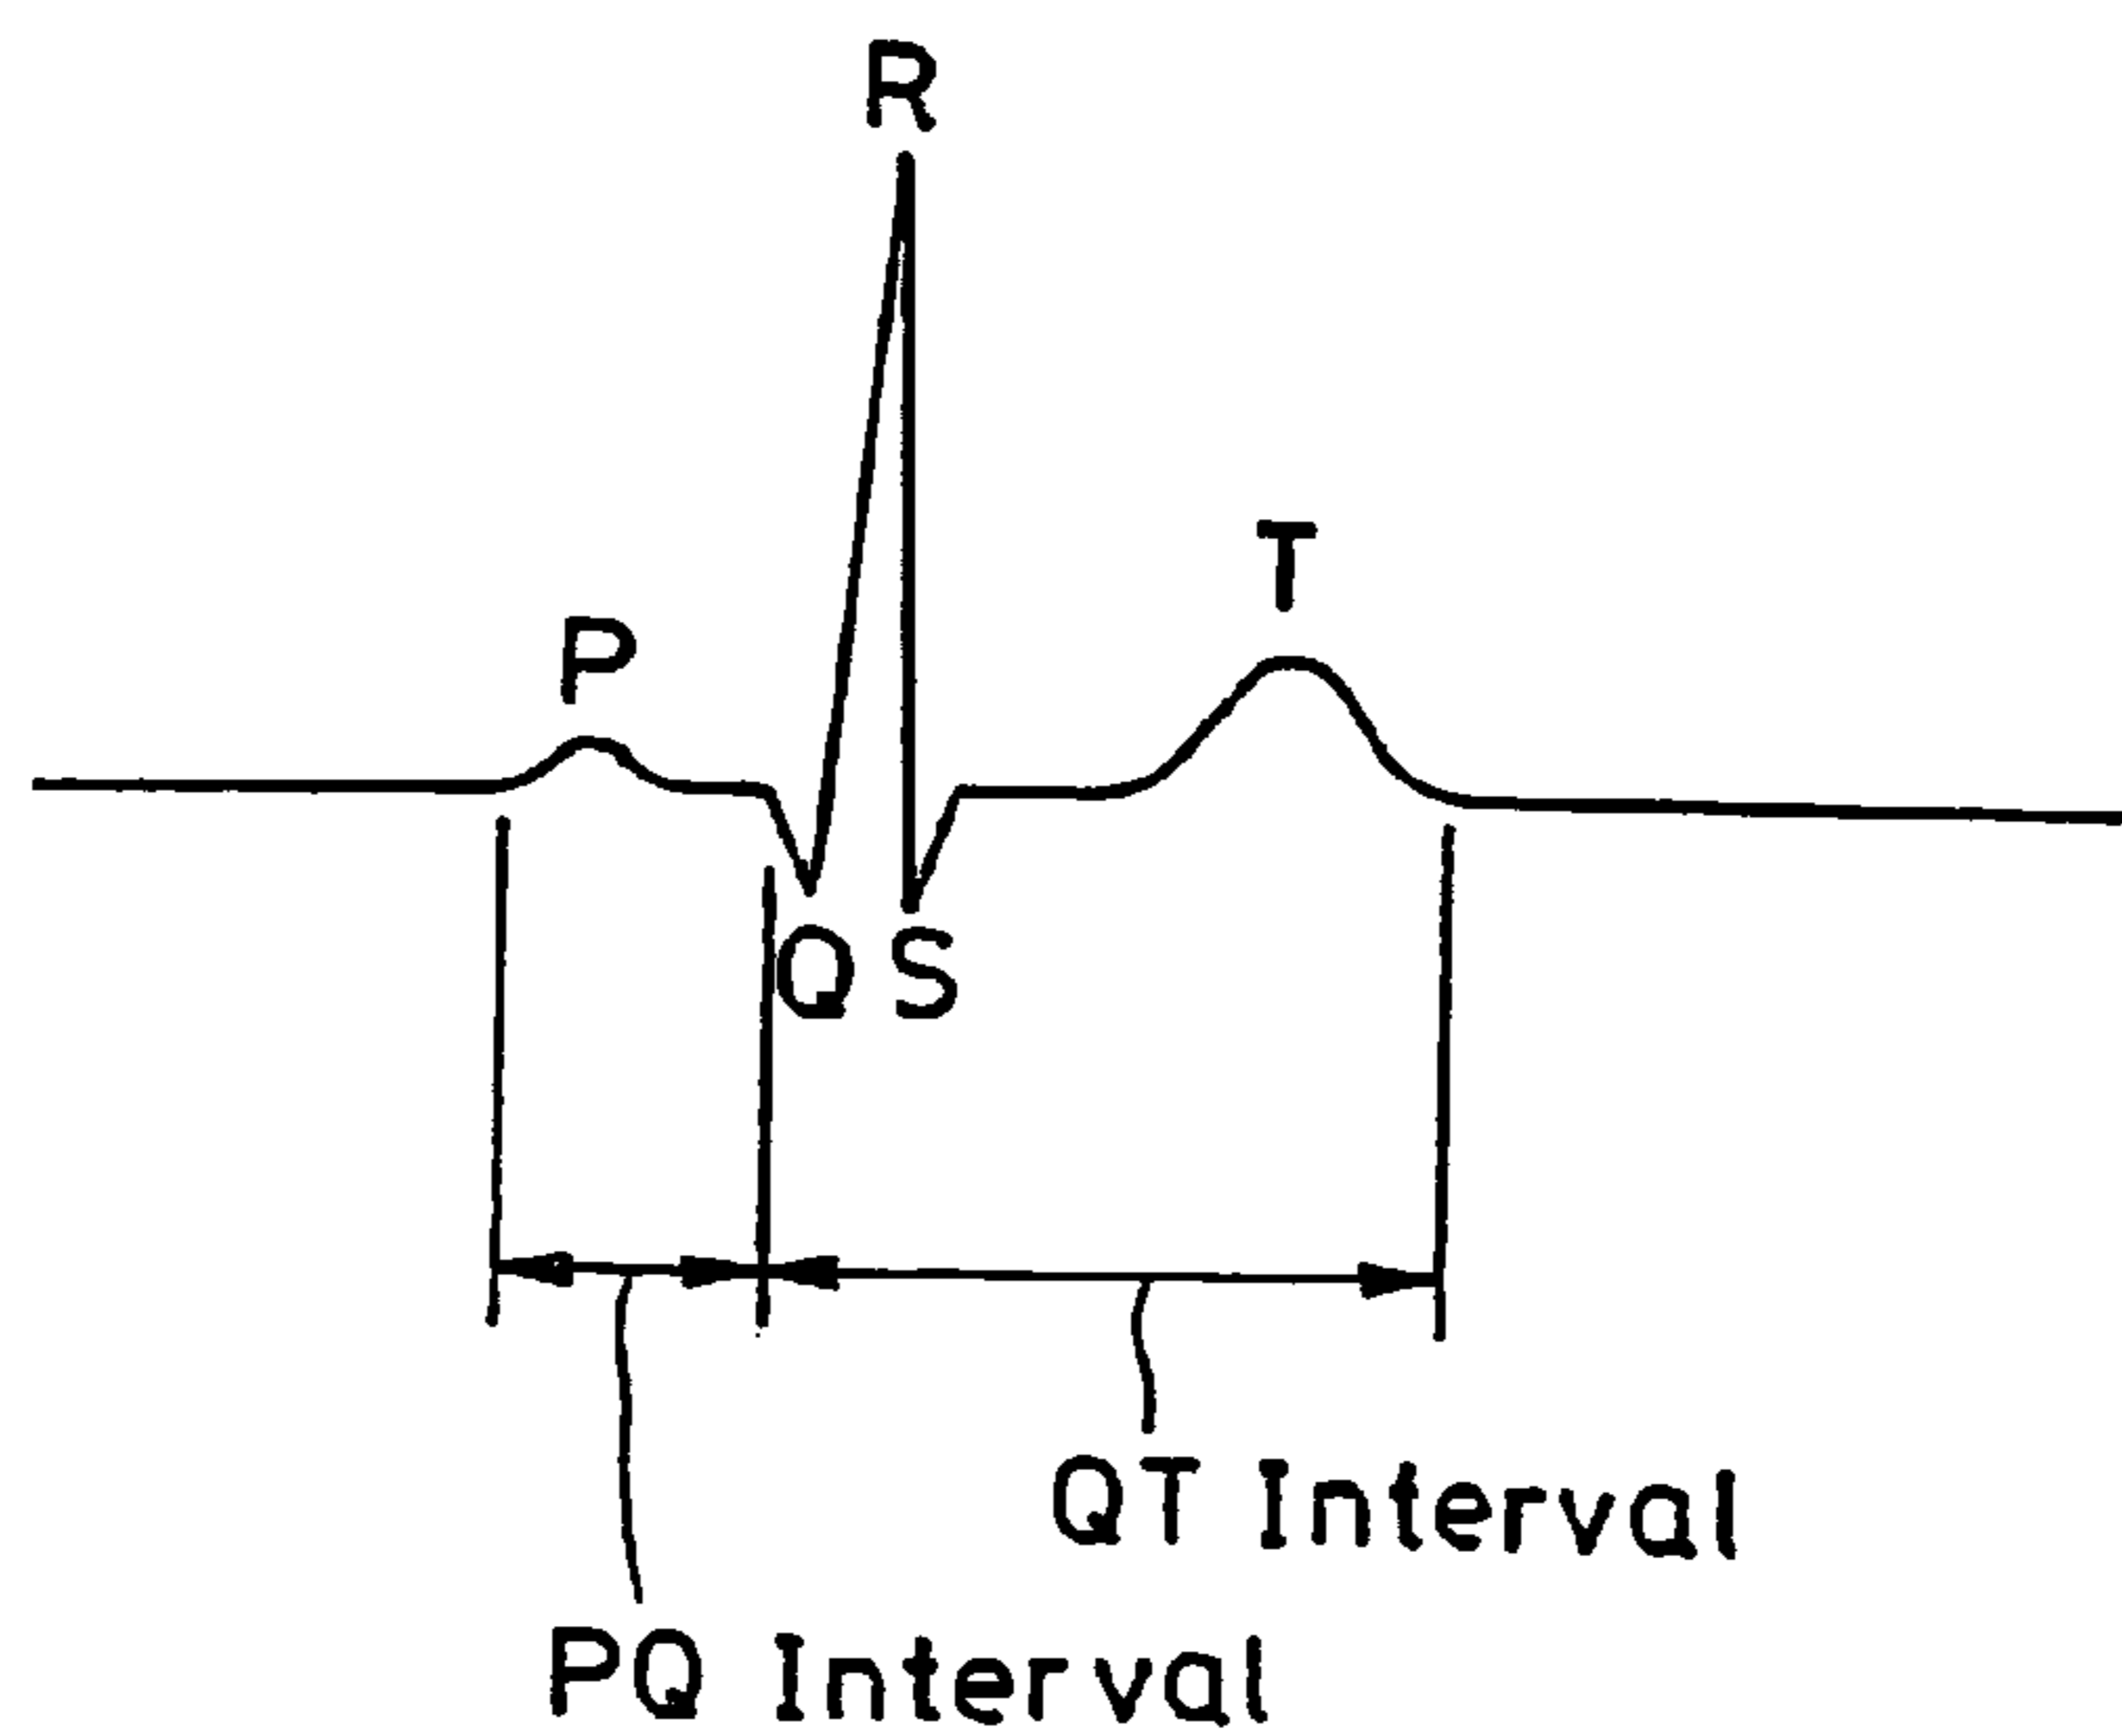 R
T
P
Q S
QT Interval
PQ Interval